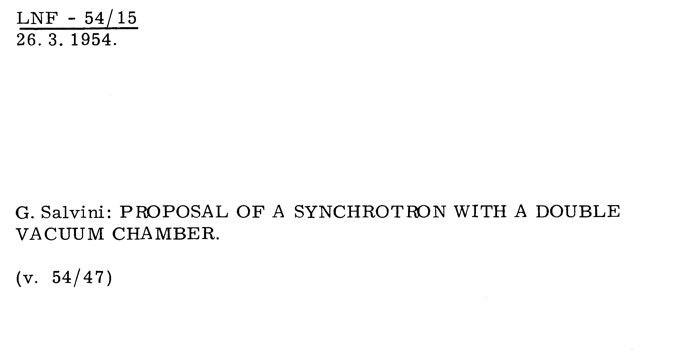 LNF - 54/15
26. 3. 1954.
G. Salvini: PROPOSAL OF A SYNCHROTRON WITH A DOUBLE
VACUUM CHAMBER.
(v. 54/47)